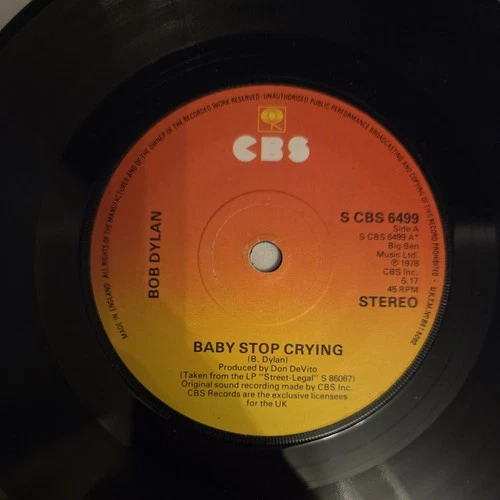 ALL RIGHTS OF THE MANUFACTURER AND OF THE OWNER OF THE RECORDED WORK RESERVED · UNAUTHORISED PUBLIC PERFORMANCE BROADCASTING AND COPYING OF THIS RECORD PROHIBITED ·
MADE IN ENGLAND
CBS
BOB DYLAN
S CBS 6499
Side A
S CBS 6499 A*
Big Ben
Music Ltd.
℗ 1978
CBS Inc.
5.17
45 RPM
STEREO
BABY STOP CRYING
(B. Dylan)
Produced by Don DeVito
(Taken from the LP "Street-Legal" S 86067)
Original sound recording made by CBS Inc.
CBS Records are the exclusive licensees
for the UK